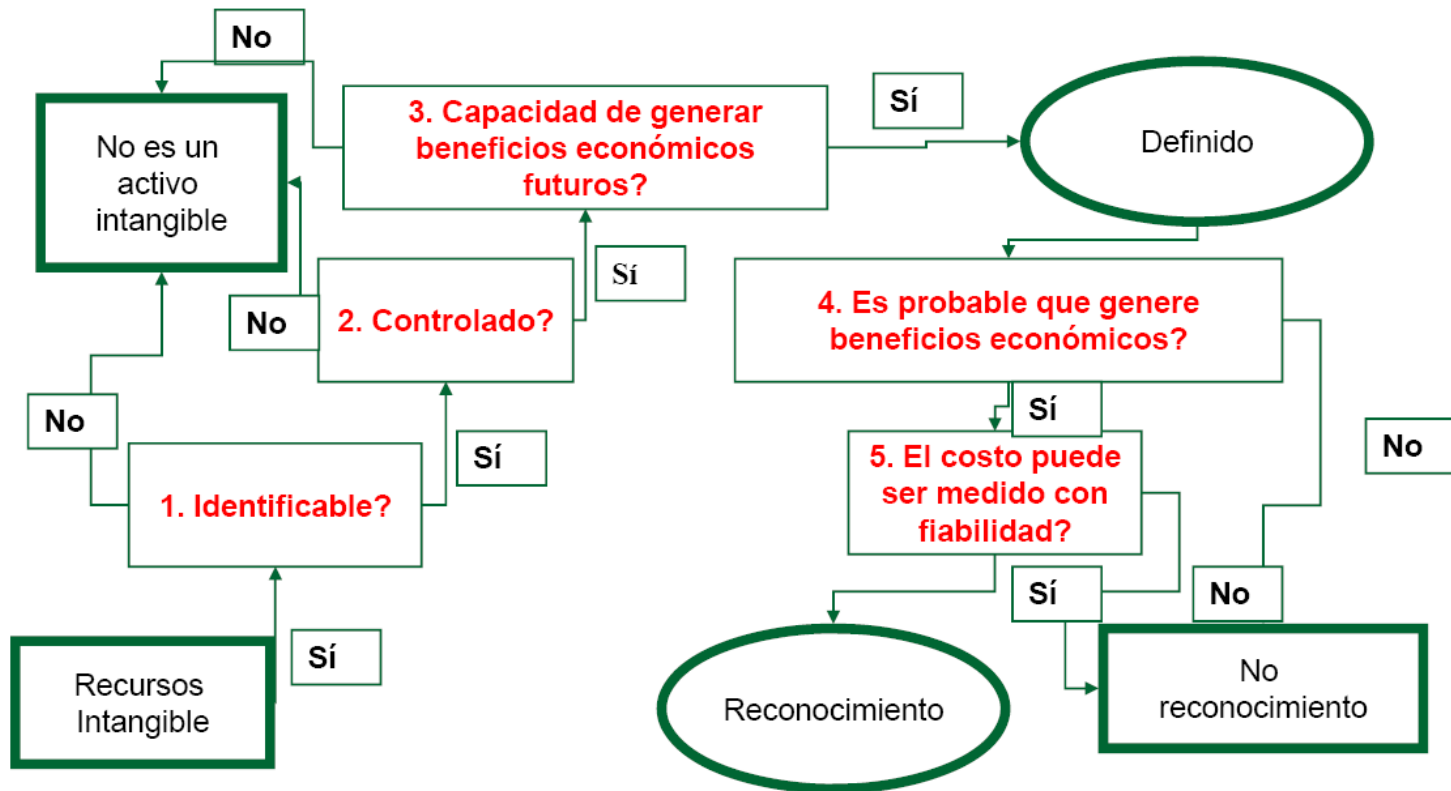 No
3. Capacidad de generar
beneficios económicos
futuros?
Sí
Definido
No es un
activo
intangible
No
2. Controlado?
Sí
4. Es probable que genere
beneficios económicos?
No
Sí
Sí
No
1. Identificable?
5. El costo puede
ser medido con
fiabilidad?
Sí
No
Recursos
Intangible
Sí
Reconocimiento
No
reconocimiento